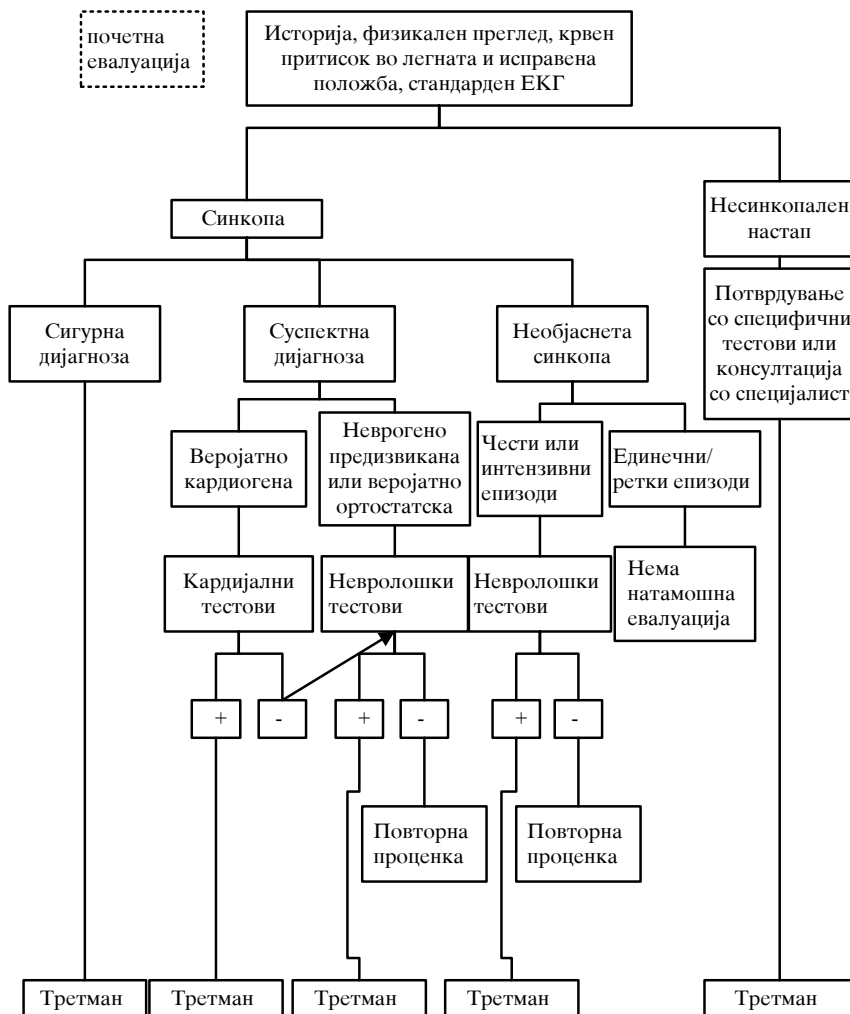 почетна
евалуација
Историја, физикален преглед, крвен
притисок во легната и исправена
положба, стандарден ЕКГ
Синкопа
Несинкопален
настап
Сигурна
дијагноза
Суспектна
дијагноза
Необјаснета
синкопа
Потврдување
со специфични
тестови или
консултација
со специјалист
Веројатно
кардиогена
Неврогено
предизвикана
или веројатно
ортостатска
Чести или
интензивни
епизоди
Единечни/
ретки епизоди
Кардијални
тестови
Невролошки
тестови
Невролошки
тестови
Нема
натамошна
евалуација
+
-
+
-
+
-
Повторна
проценка
Повторна
проценка
Третман
Третман
Третман
Третман
Третман